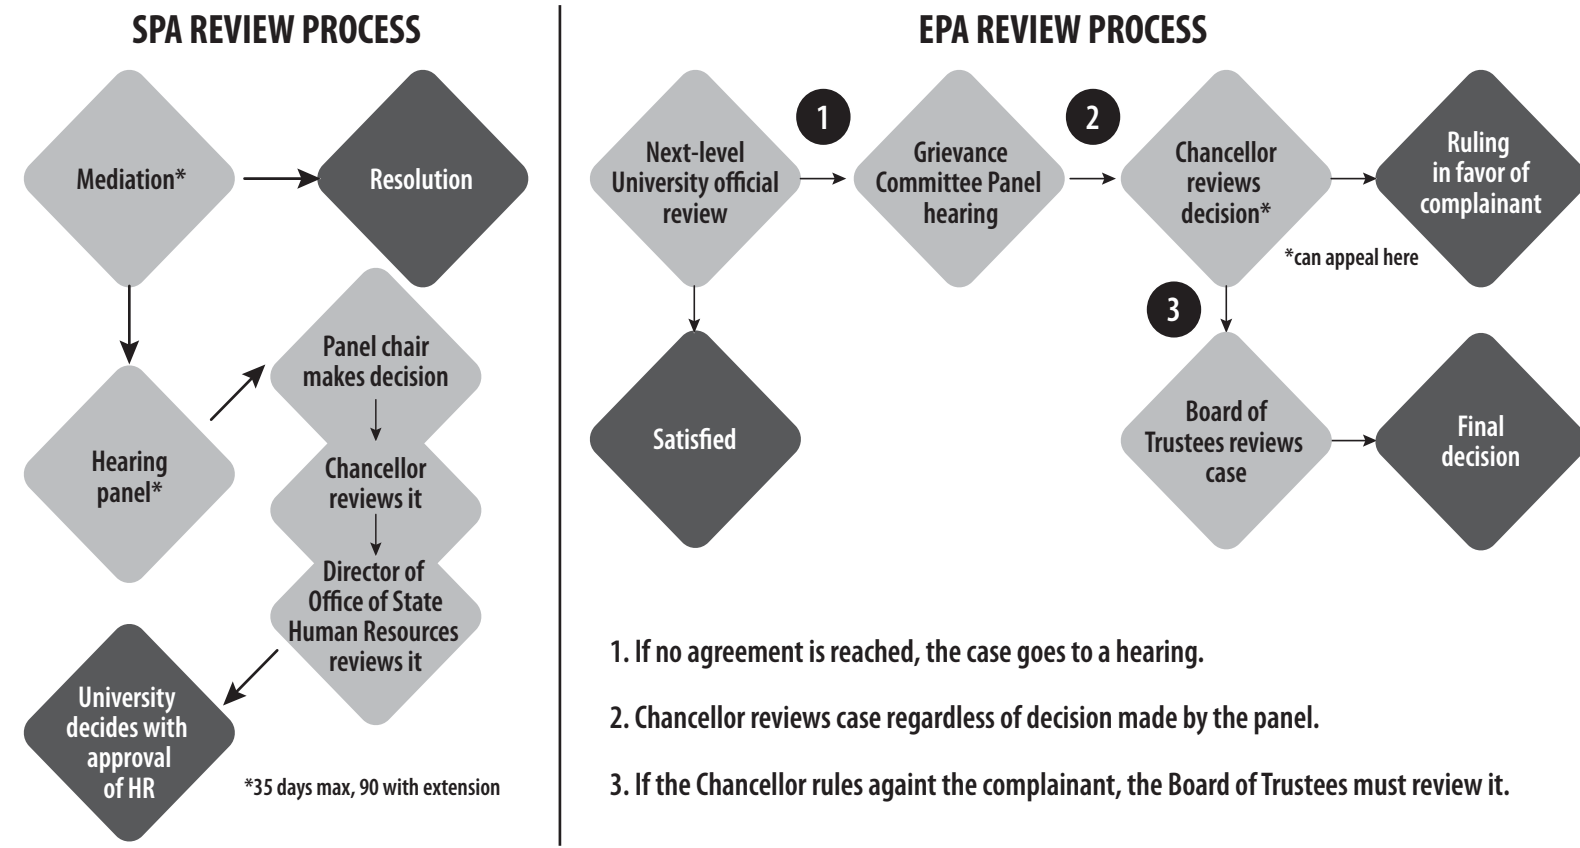 SPA REVIEW PROCESS
Mediation*
Resolution
Panel chair
makes decision
Hearing
panel*
Chancellor
reviews it
Director of
Office of State
Human Resources
reviews it
University
decides with
approval
of HR
*35 days max, 90 with extension
EPA REVIEW PROCESS
1
2
Next-level
University official
review
Grievance
Committee Panel
hearing
Chancellor
reviews
decision*
Ruling
in favor of
complainant
*can appeal here
3
Satisfied
Board of
Trustees reviews
case
Final
decision
1. If no agreement is reached, the case goes to a hearing.
2. Chancellor reviews case regardless of decision made by the panel.
3. If the Chancellor rules againt the complainant, the Board of Trustees must review it.